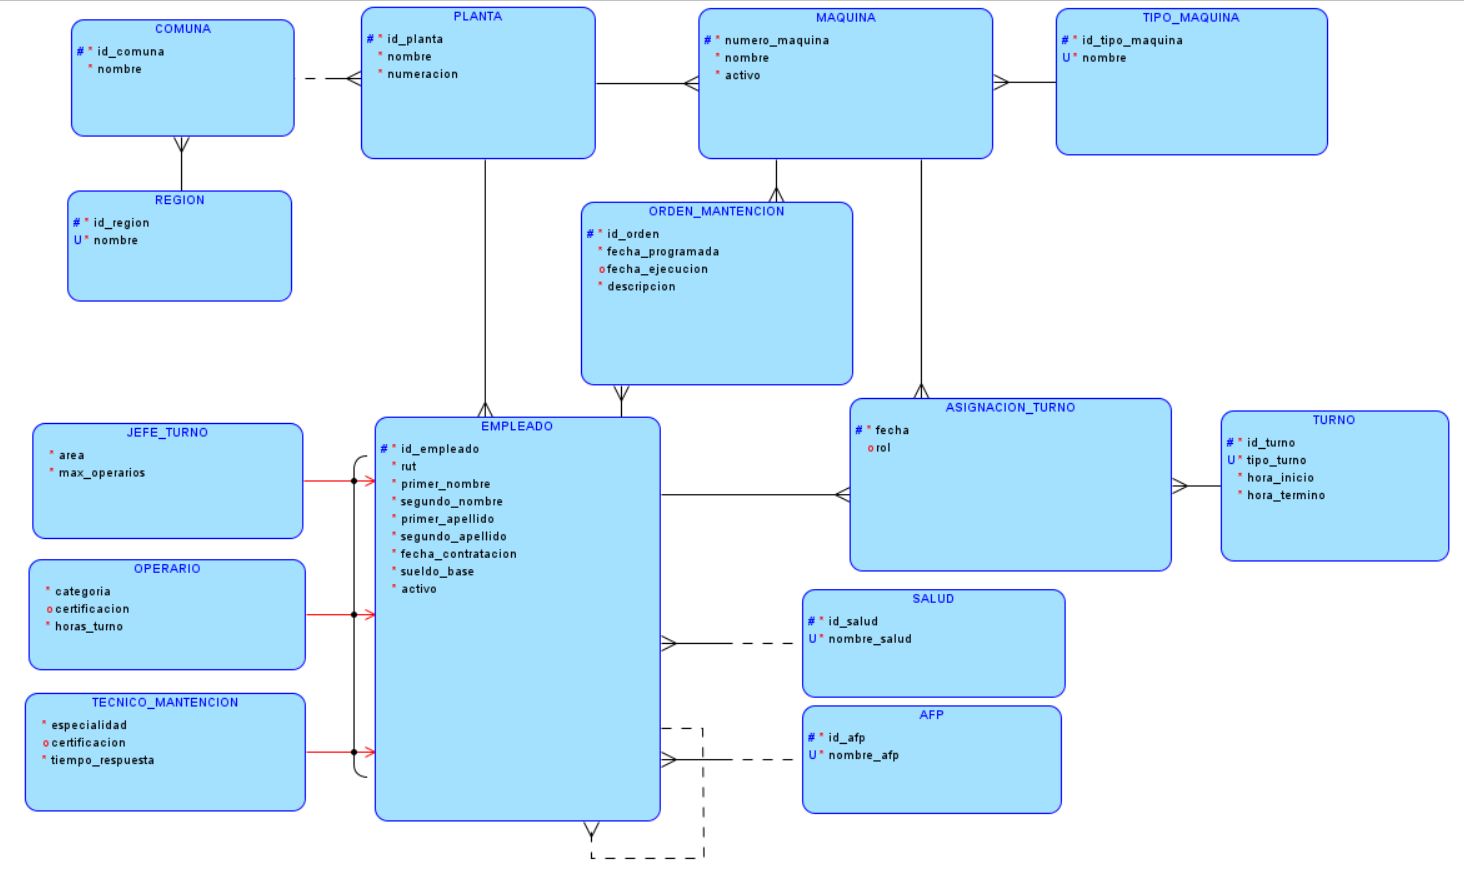 COMUNA
# * id_comuna
* nombre
PLANTA
# * id_planta
* nombre
* numeracion
MAQUINA
# * numero_maquina
* nombre
* activo
TIPO_MAQUINA
# * id_tipo_maquina
U * nombre
REGION
# * id_region
U * nombre
ORDEN_MANTENCION
# * id_orden
* fecha_programada
o fecha_ejecucion
* descripcion
JEFE_TURNO
* area
* max_operarios
EMPLEADO
# * id_empleado
* rut
* primer_nombre
* segundo_nombre
* primer_apellido
* segundo_apellido
* fecha_contratacion
* sueldo_base
* activo
ASIGNACION_TURNO
# * fecha
o rol
TURNO
# * id_turno
U * tipo_turno
* hora_inicio
* hora_termino
OPERARIO
* categoria
o certificacion
* horas_turno
SALUD
# * id_salud
U * nombre_salud
TECNICO_MANTENCION
* especialidad
o certificacion
* tiempo_respuesta
AFP
# * id_afp
U * nombre_afp